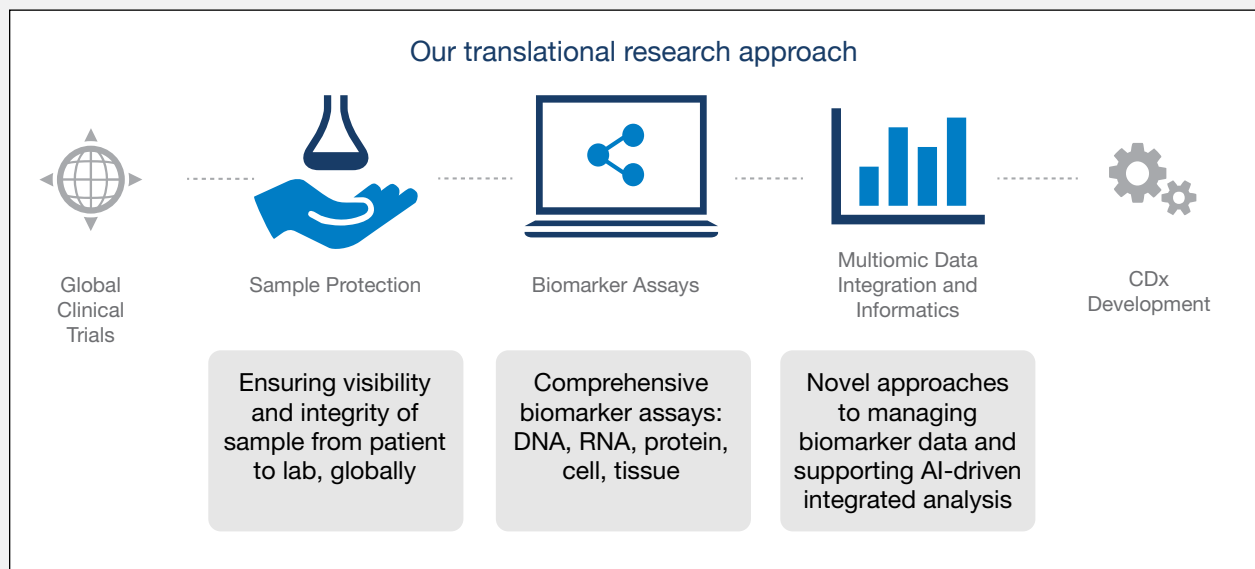 Our translational research approach
Global
Clinical
Trials
Sample Protection
Biomarker Assays
Multiomic Data
Integration and
Informatics
CDx
Development
Ensuring visibility
and integrity of
sample from patient
to lab, globally
Comprehensive
biomarker assays:
DNA, RNA, protein,
cell, tissue
Novel approaches
to managing
biomarker data and
supporting AI-driven
integrated analysis